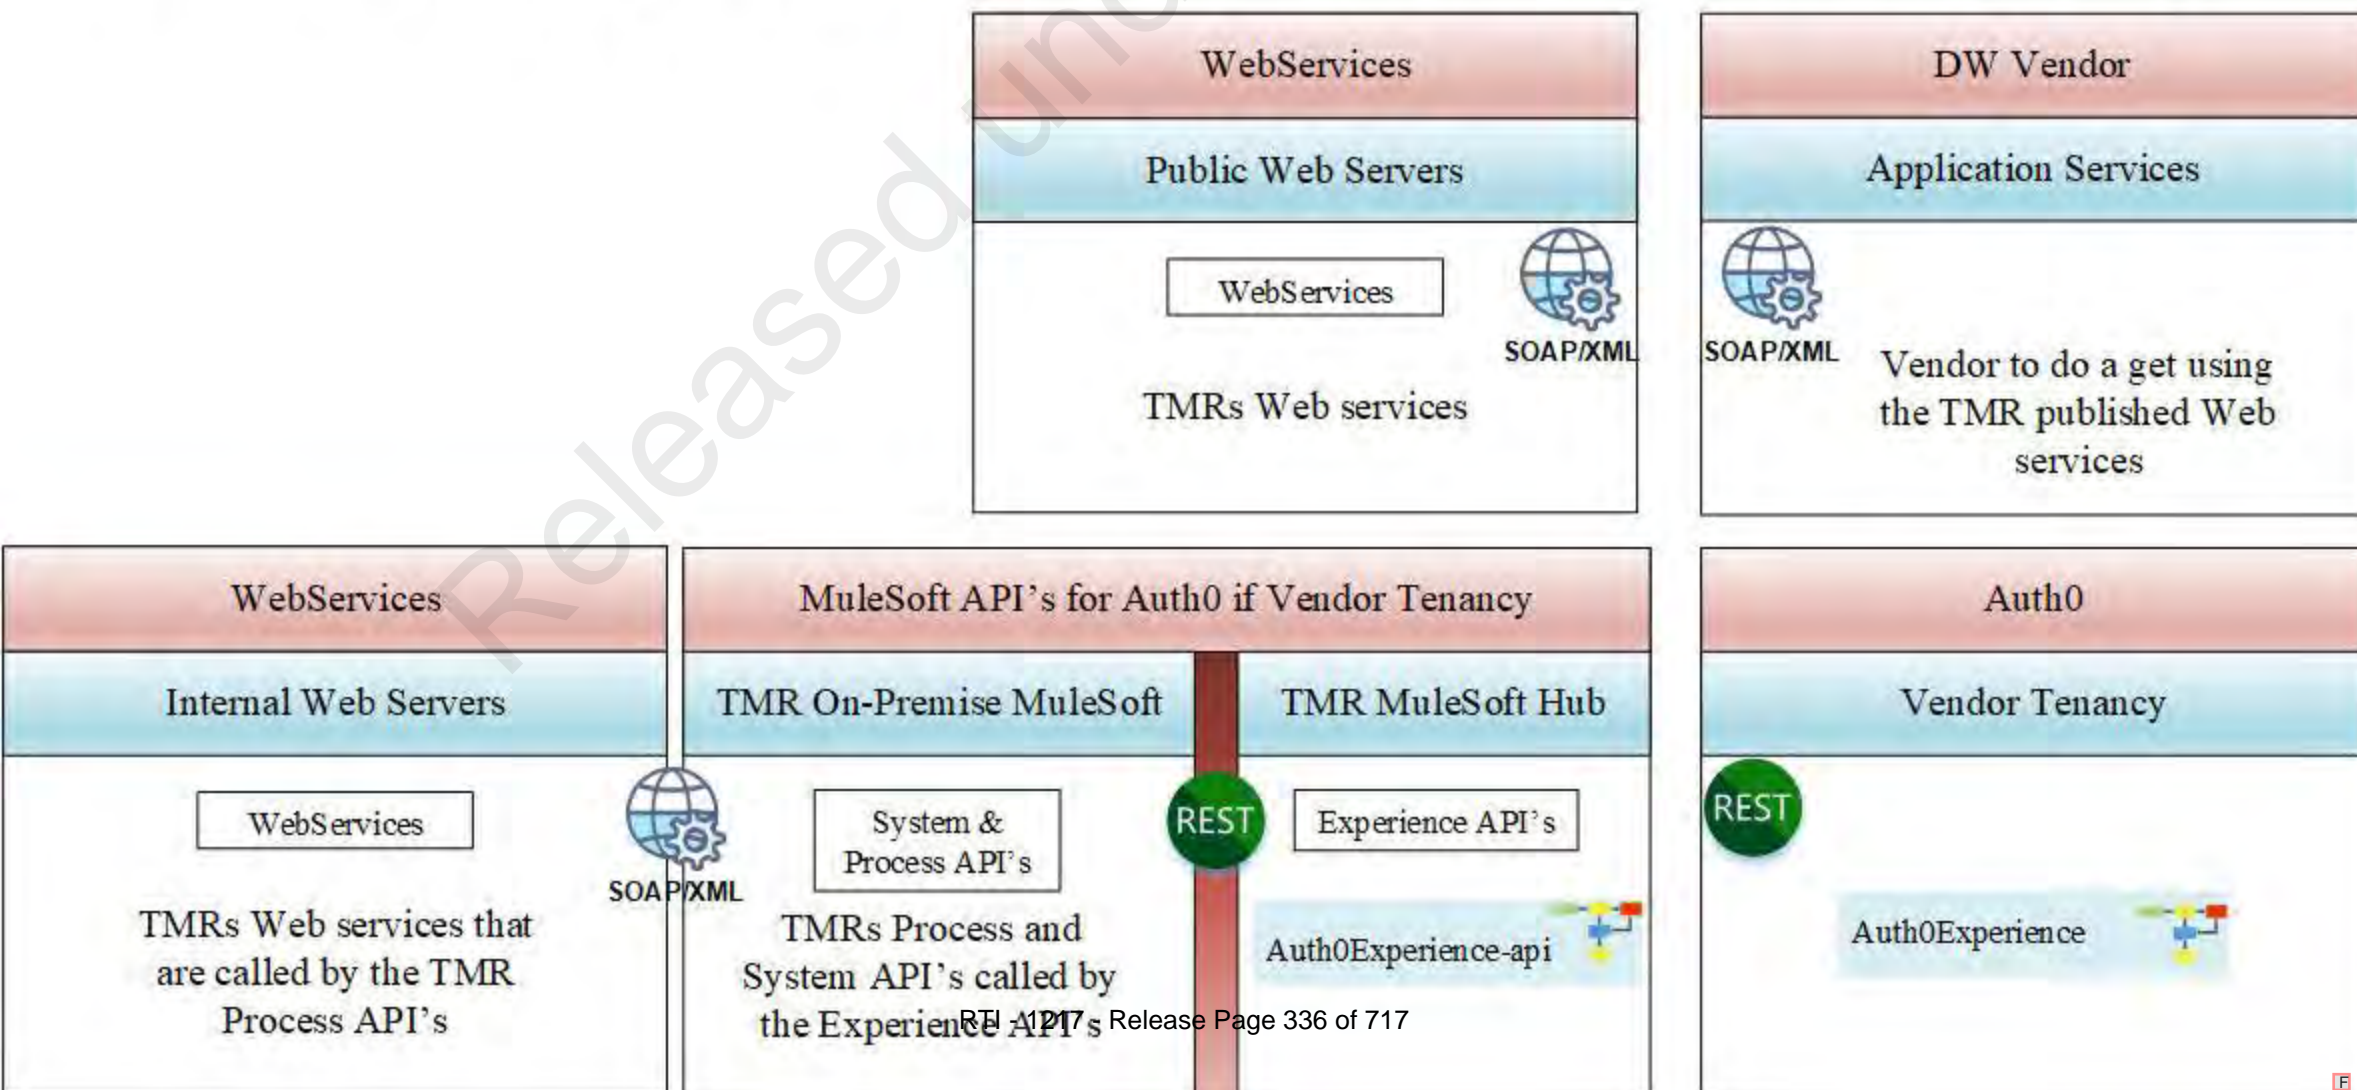 WebServices
Public Web Servers
WebServices
SOAP/XML
TMRs Web services
DW Vendor
Application Services
SOAP/XML
Vendor to do a get using
the TMR published Web
services
WebServices
Internal Web Servers
WebServices
SOAP/XML
TMRs Web services that
are called by the TMR
Process API's
MuleSoft API's for Auth0 if Vendor Tenancy
TMR On-Premise MuleSoft
System &
Process API's
TMRs Process and
System API's called by
the Experience API's
REST
TMR MuleSoft Hub
Experience API's
Auth0Experience-api
Auth0
Vendor Tenancy
REST
Auth0Experience
RTI - 1217 - Release Page 336 of 717
Released und
F